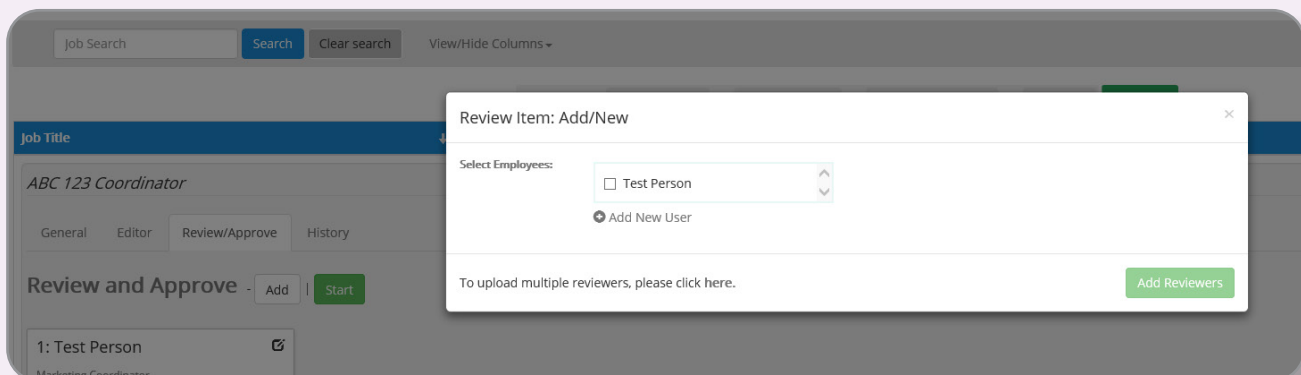 Job Search
Search
Clear search
View/Hide Columns
Review Item: Add/New
×
Job Title
Select Employees:
Test Person
Add New User
ABC 123 Coordinator
General
Editor
Review/Approve
History
To upload multiple reviewers, please click here.
Add Reviewers
Review and Approve - Add | Start
1: Test Person
Marketing Coordinator